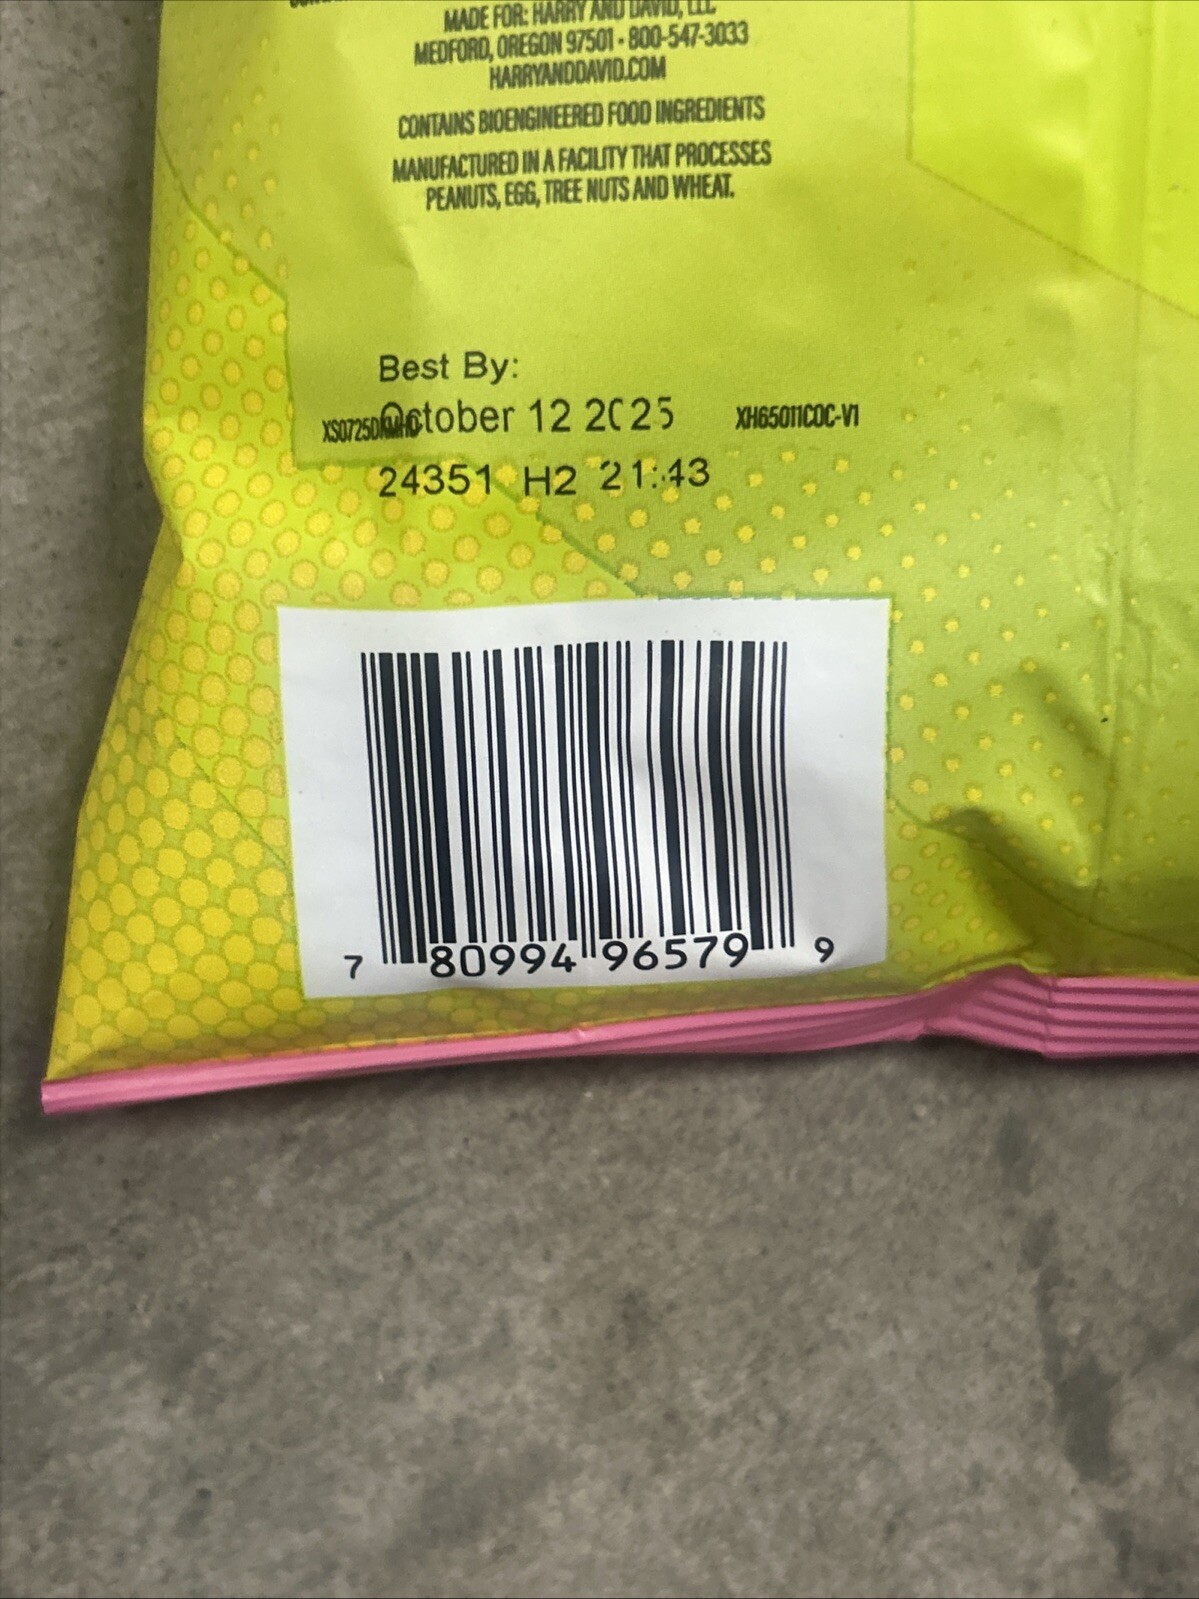 MADE FOR: HARRY AND DAVID, LLC
MEDFORD, OREGON 97501 • 800-547-3033
HARRYANDDAVID.COM
CONTAINS BIOENGINEERED FOOD INGREDIENTS
MANUFACTURED IN A FACILITY THAT PROCESSES
PEANUTS, EGG, TREE NUTS AND WHEAT.
Best By:
October 12 2025
XH65011COC-V1
24351 H2 21:43
7 80994 96579 9